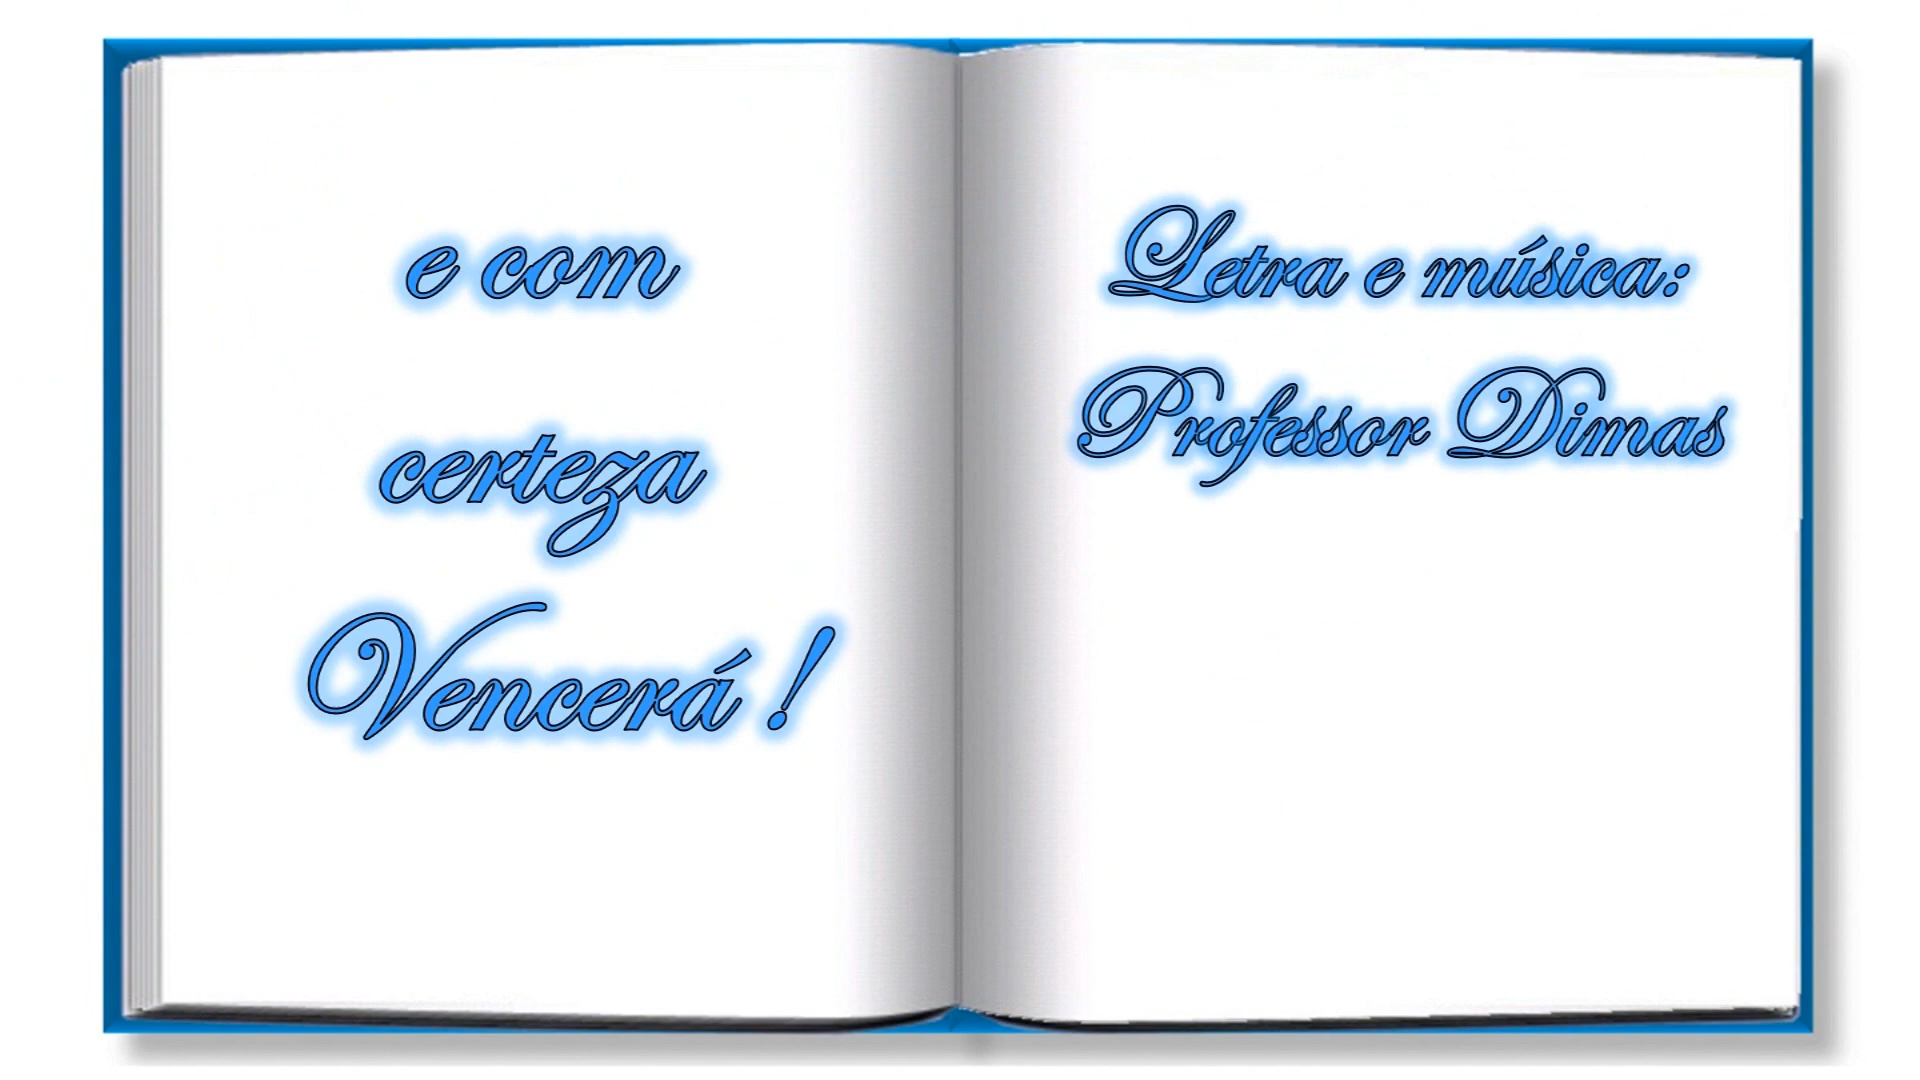 e com
certeza
Vencerá !
Letra e música:
Professor Dimas